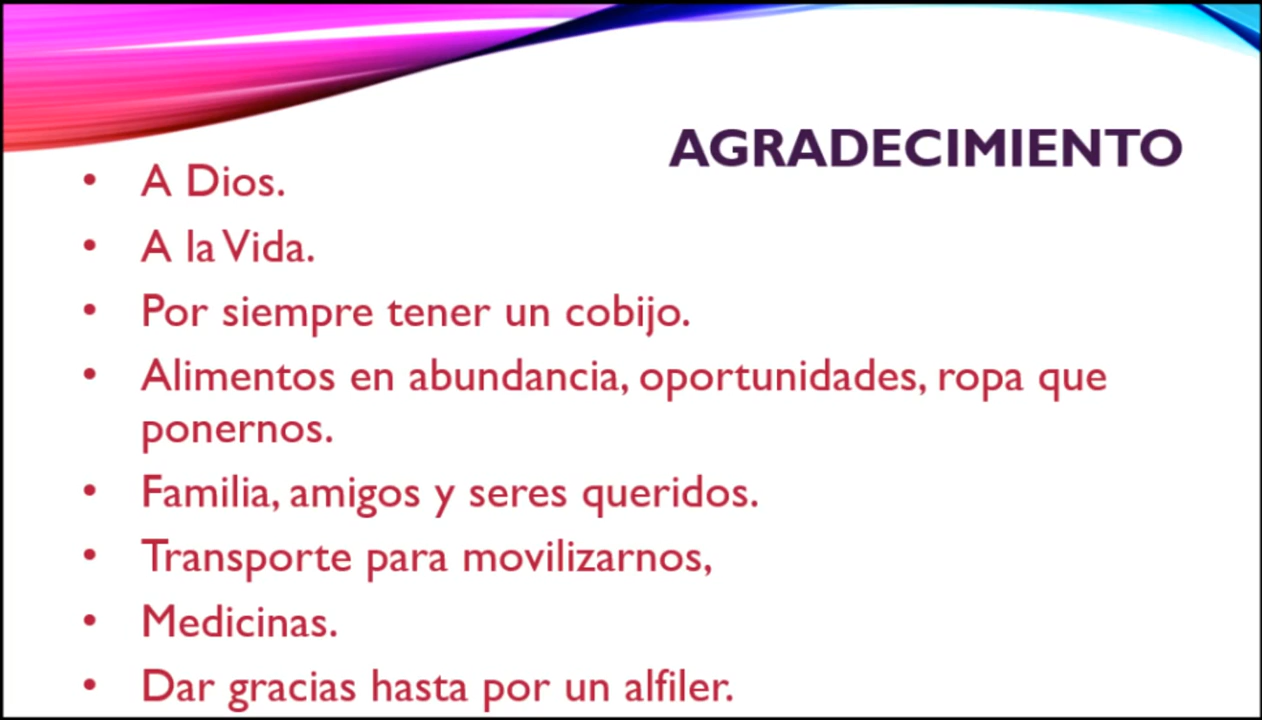 AGRADECIMIENTO
• A Dios.
• A la Vida.
• Por siempre tener un cobijo.
• Alimentos en abundancia, oportunidades, ropa que
ponernos.
• Familia, amigos y seres queridos.
• Transporte para movilizarnos,
• Medicinas.
• Dar gracias hasta por un alfiler.